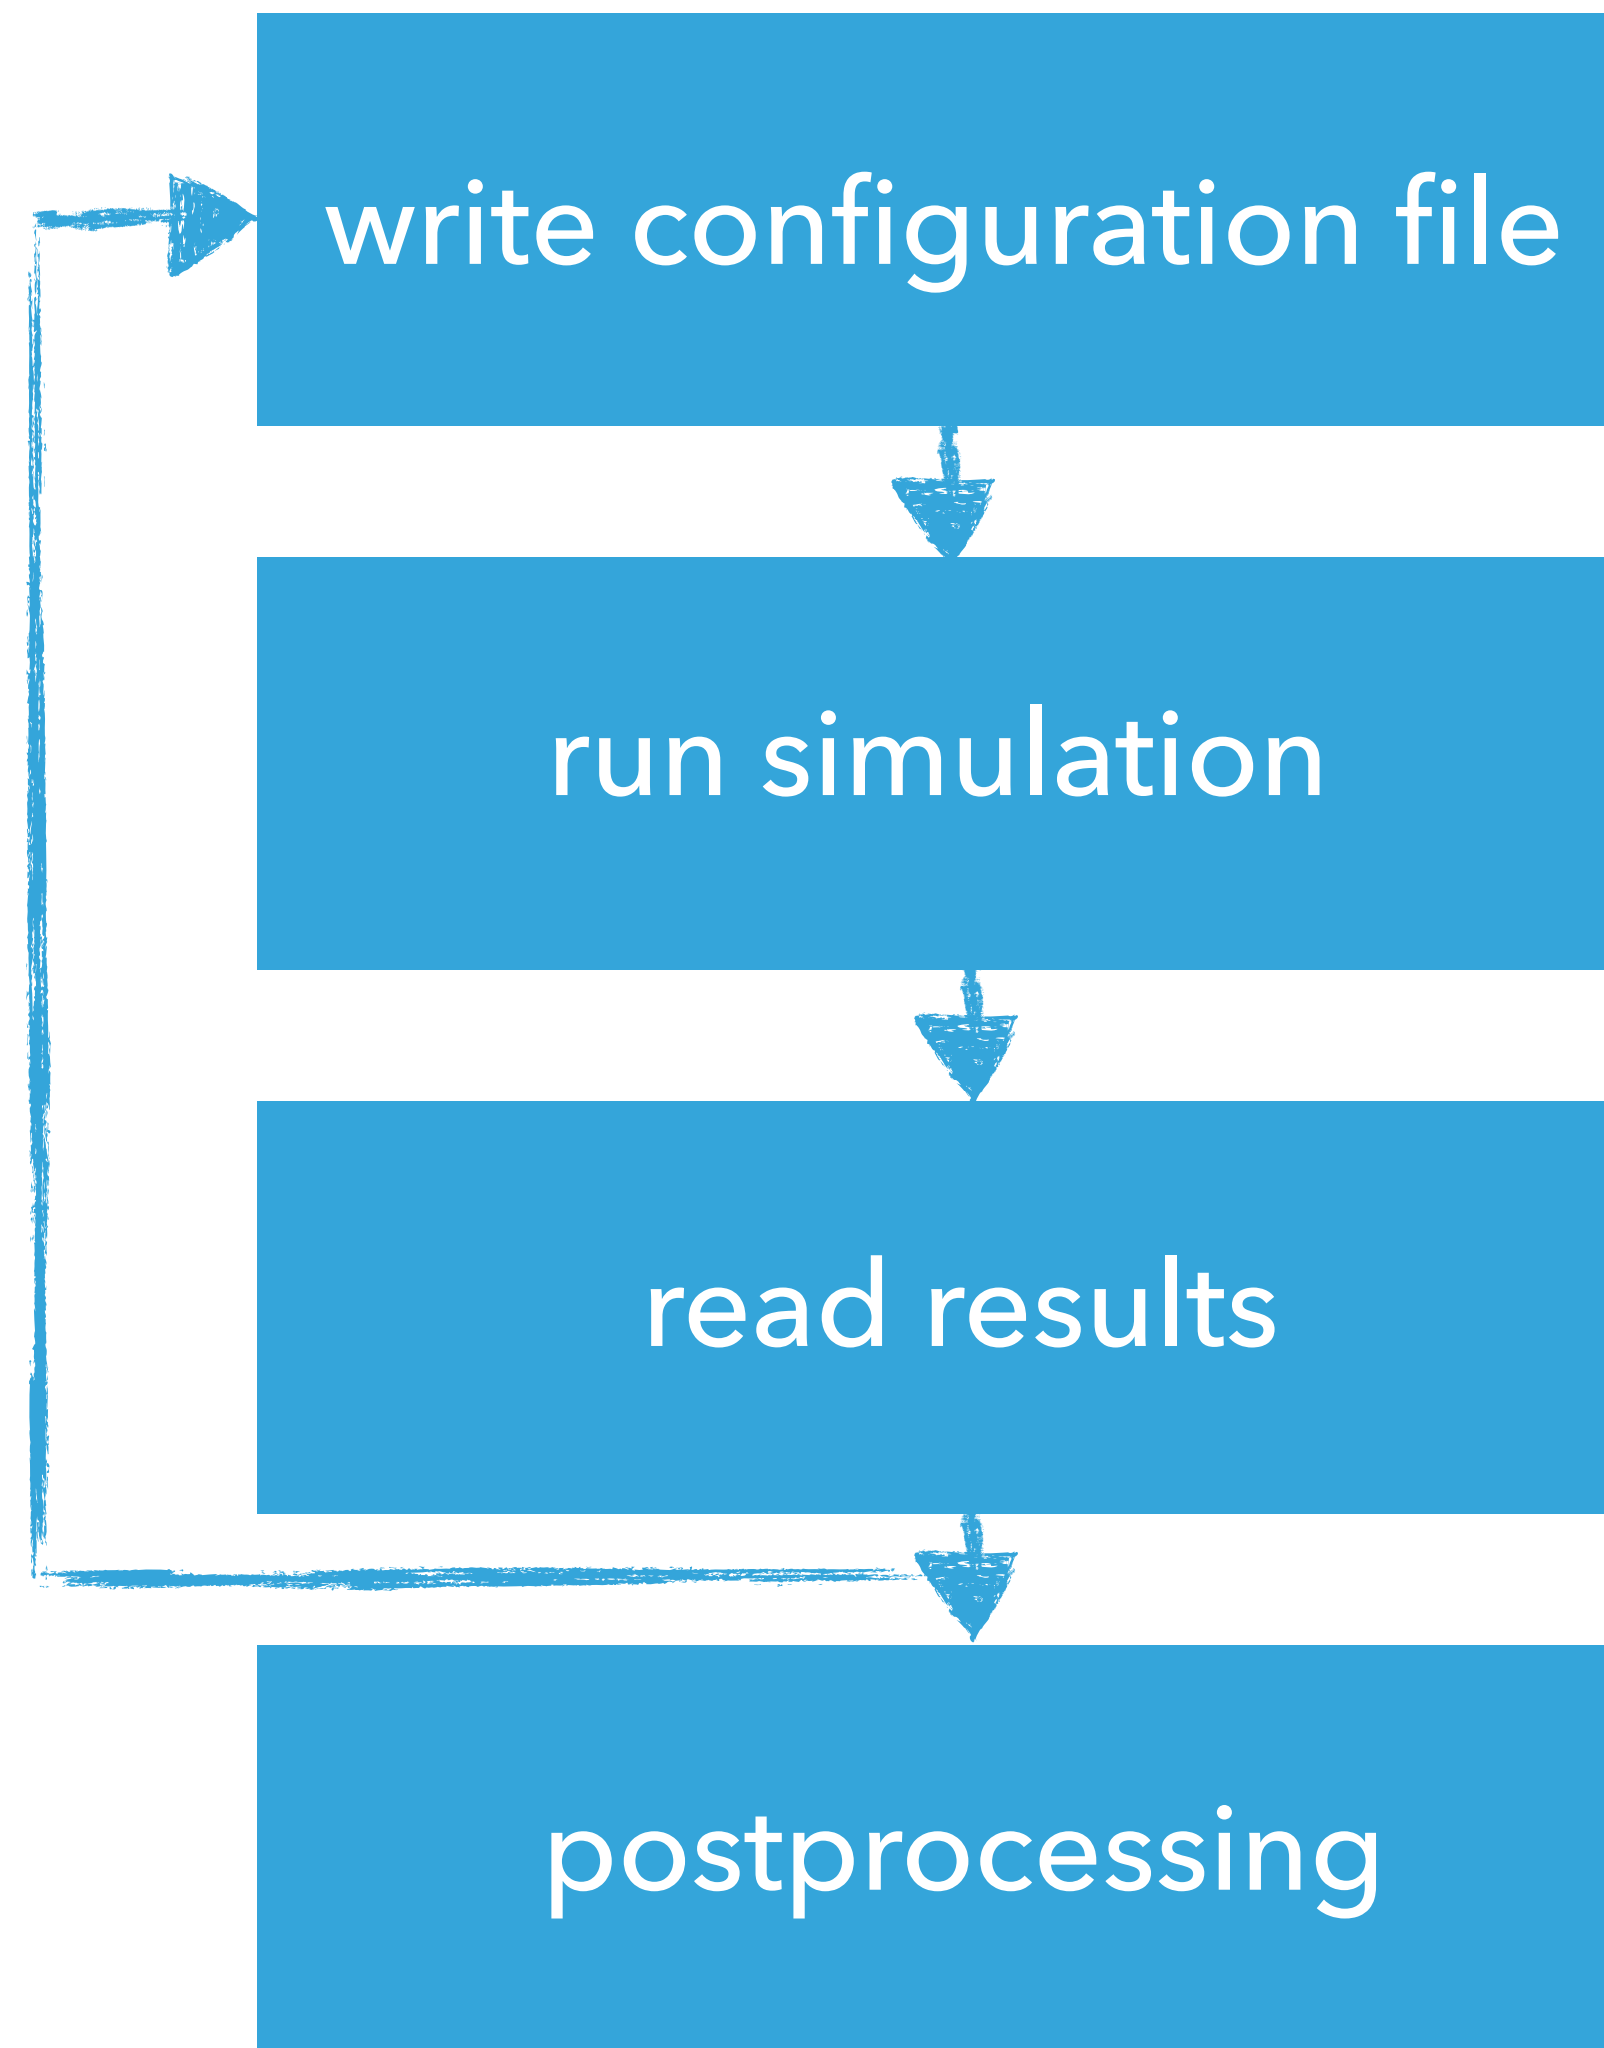 write configuration file
run simulation
read results
postprocessing